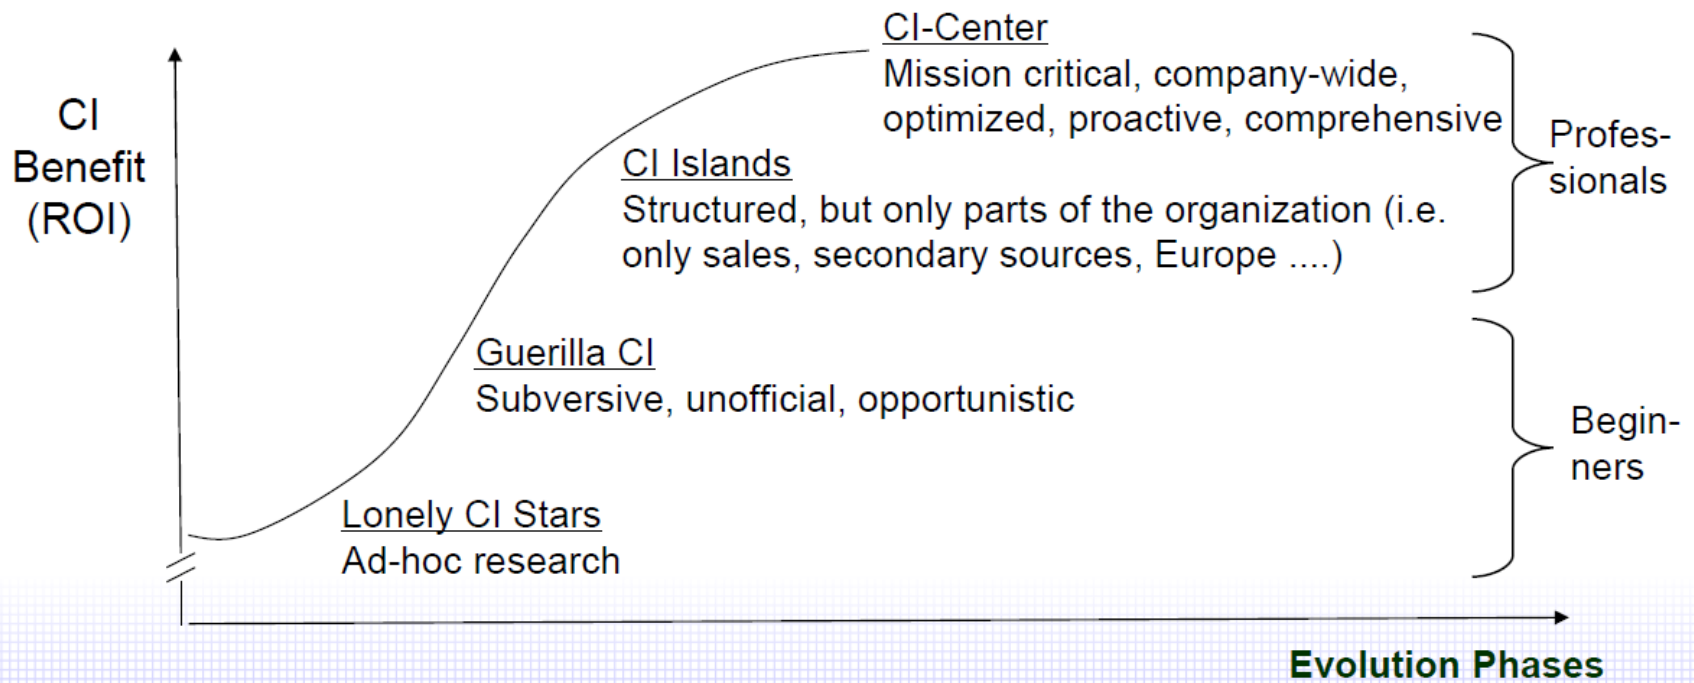 CI
Benefit
(ROI)
CI-Center
Mission critical, company-wide,
optimized, proactive, comprehensive
CI Islands
Structured, but only parts of the organization (i.e.
only sales, secondary sources, Europe ....)
Profes-
sionals
Guerilla CI
Subversive, unofficial, opportunistic
Lonely CI Stars
Ad-hoc research
Begin-
ners
Evolution Phases